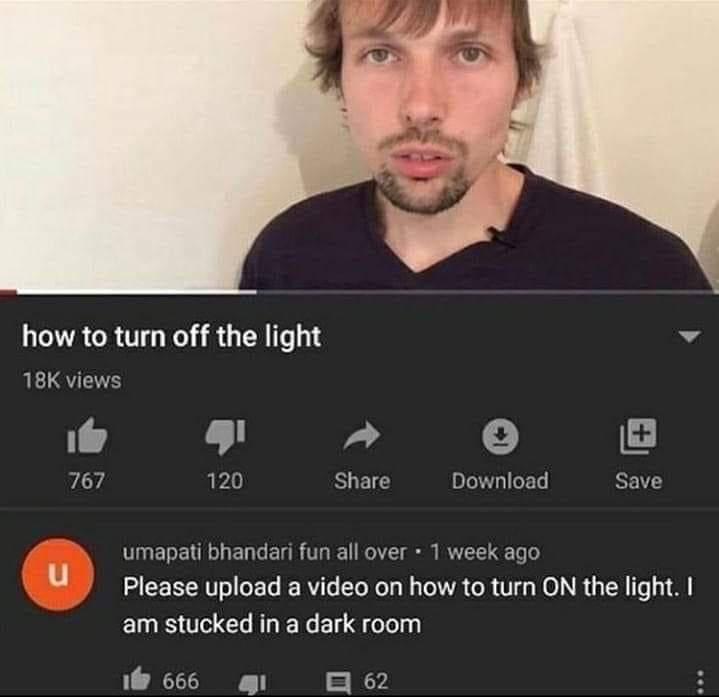 how to turn off the light
18K views
767 120 Share Download Save
u
umapati bhandari fun all over • 1 week ago
Please upload a video on how to turn ON the light. I
am stucked in a dark room
666 62